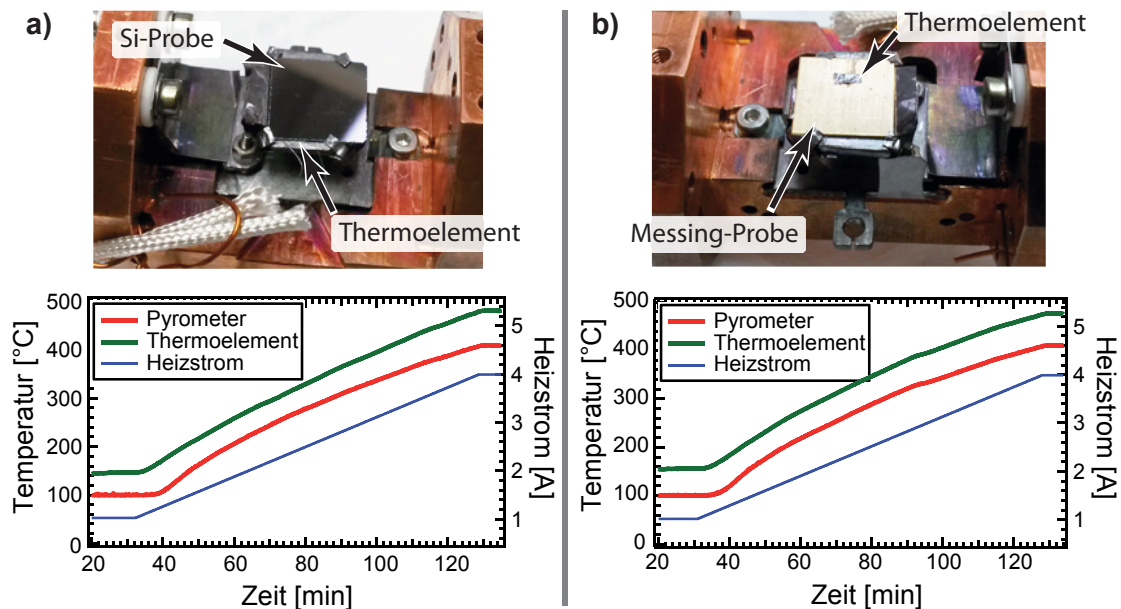 a)
Si-Probe
Thermoelement
b)
Thermoelement
Messing-Probe
500
400
300
200
100
0
Temperatur [°C]
Pyrometer
Thermoelement
Heizstrom
5
4
3
2
1
Heizstrom [A]
20
40
60
80
100
120
Zeit [min]
500
400
300
200
100
0
Temperatur [°C]
Pyrometer
Thermoelement
Heizstrom
5
4
3
2
1
Heizstrom [A]
20
40
60
80
100
120
Zeit [min]